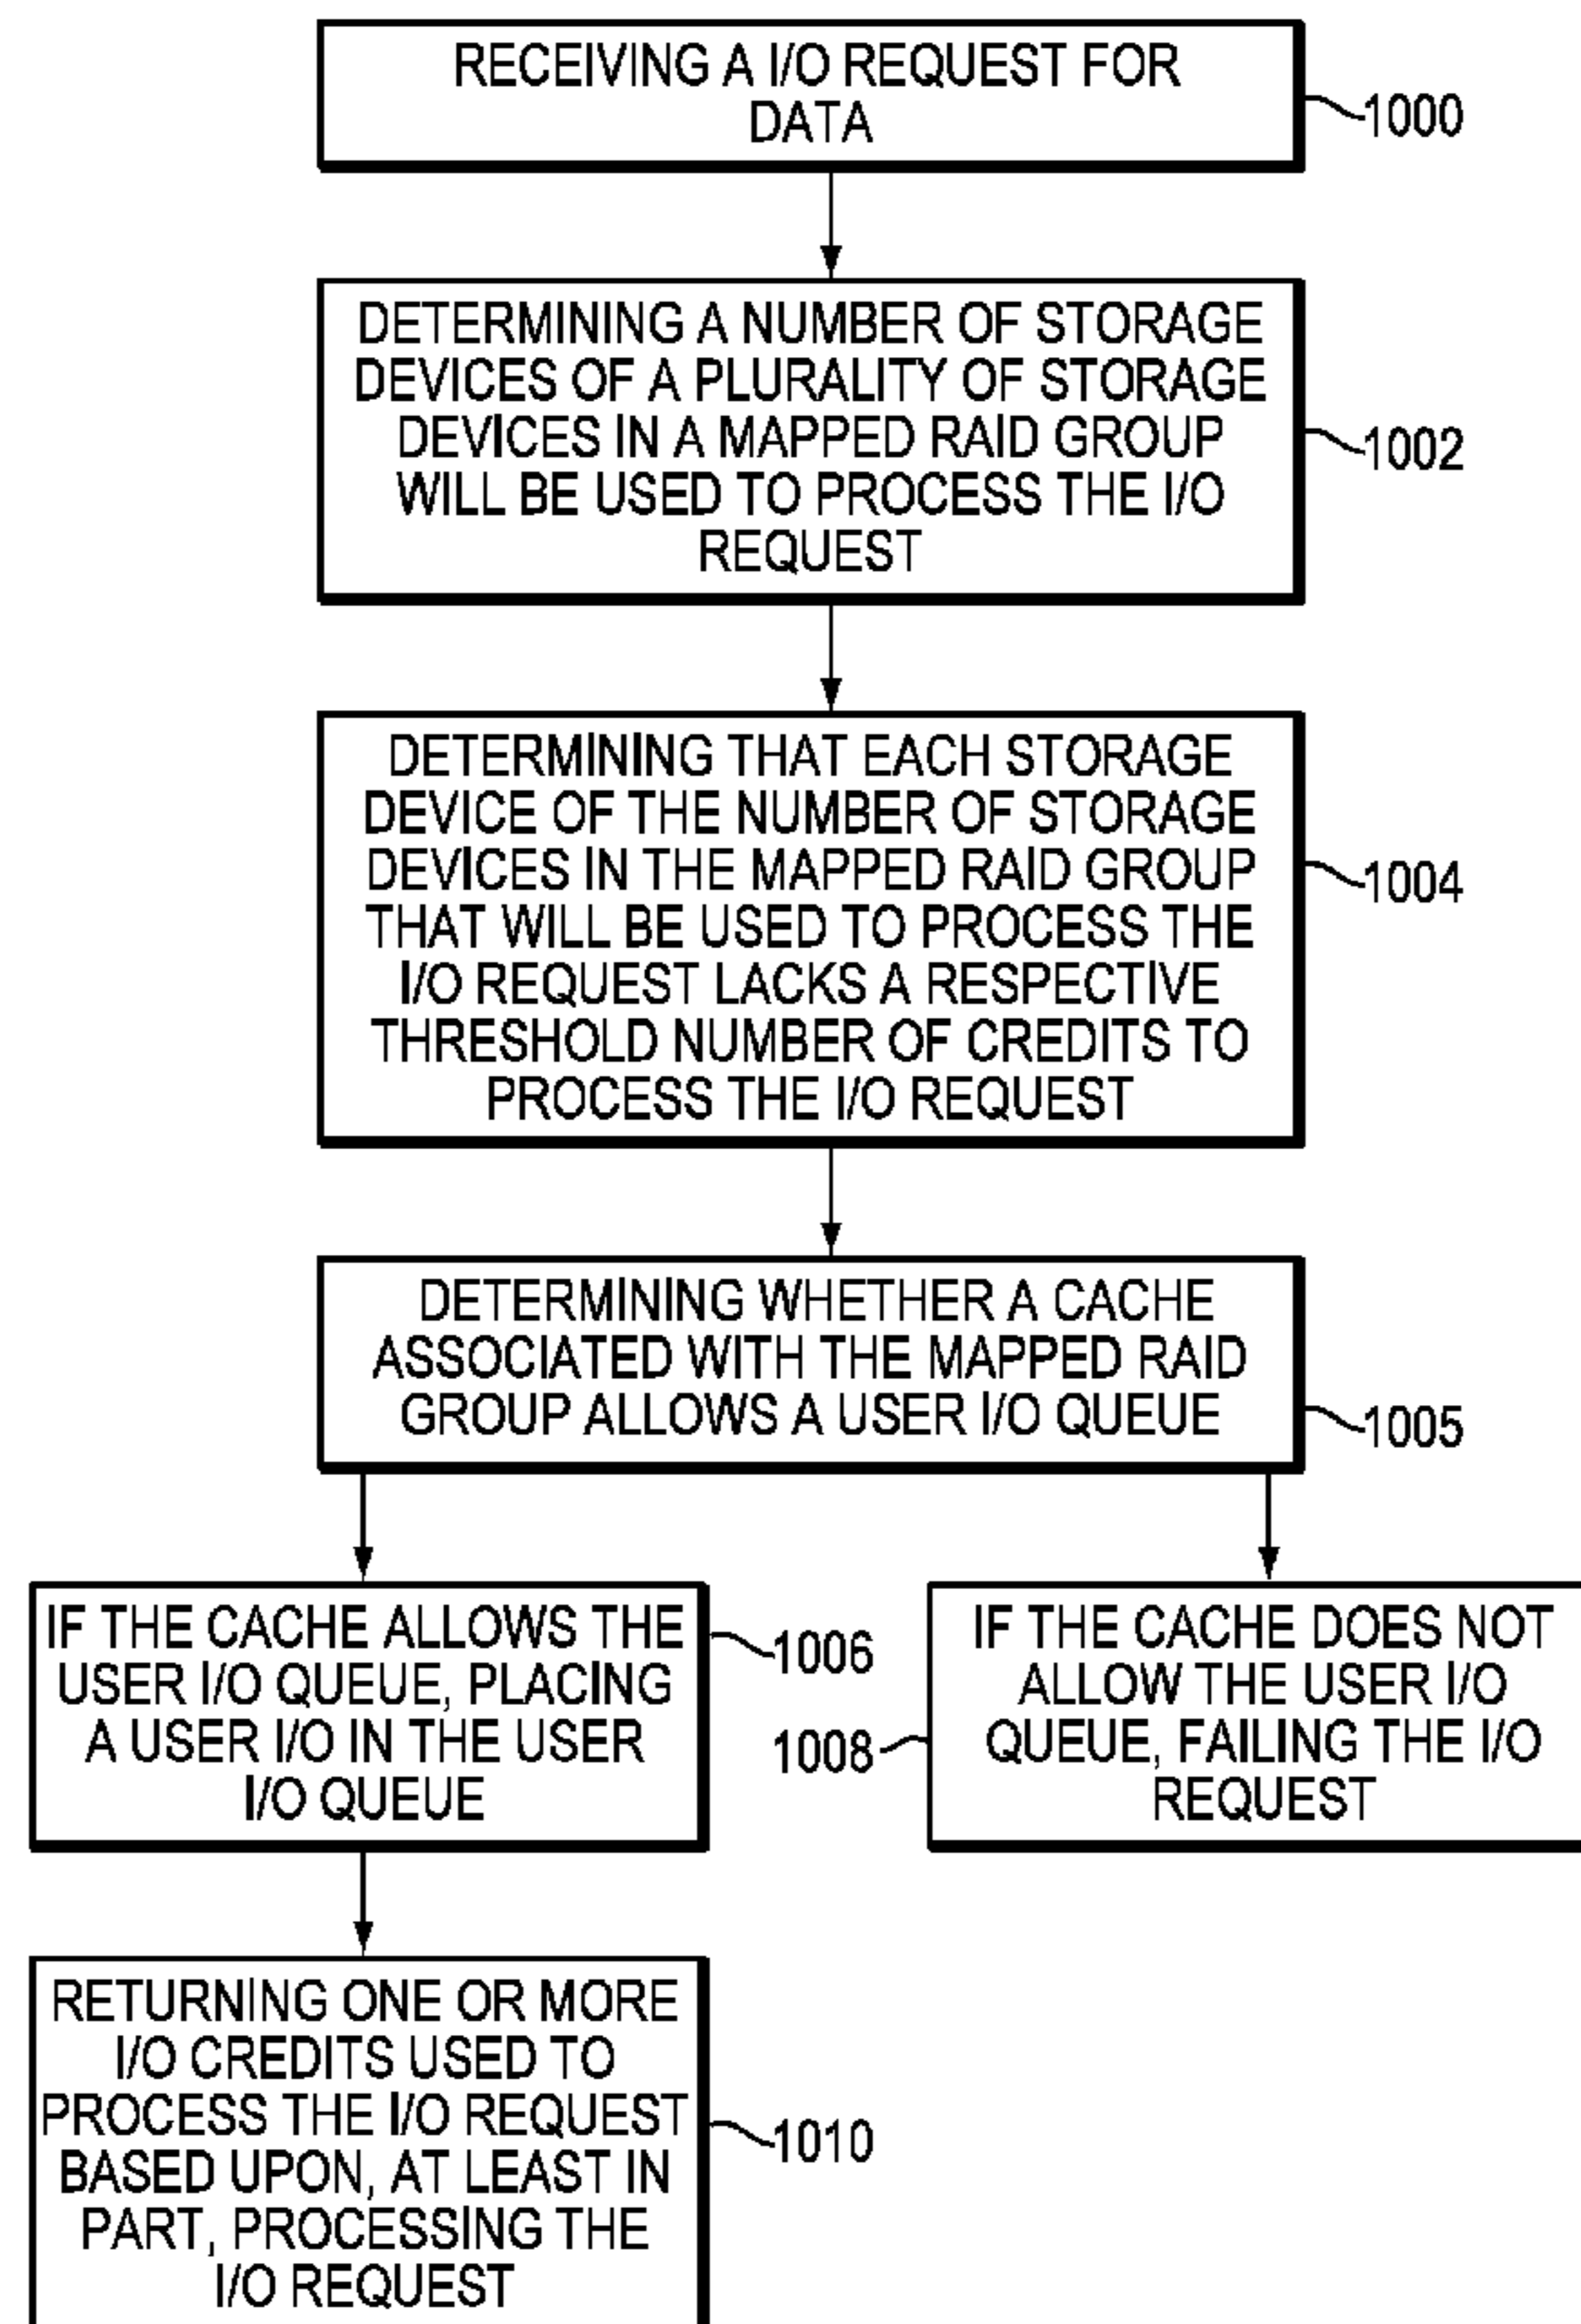 RECEIVING A I/O REQUEST FOR
DATA
1000
DETERMINING A NUMBER OF STORAGE
DEVICES OF A PLURALITY OF STORAGE
DEVICES IN A MAPPED RAID GROUP
WILL BE USED TO PROCESS THE I/O
REQUEST
1002
DETERMINING THAT EACH STORAGE
DEVICE OF THE NUMBER OF STORAGE
DEVICES IN THE MAPPED RAID GROUP
THAT WILL BE USED TO PROCESS THE
I/O REQUEST LACKS A RESPECTIVE
THRESHOLD NUMBER OF CREDITS TO
PROCESS THE I/O REQUEST
1004
DETERMINING WHETHER A CACHE
ASSOCIATED WITH THE MAPPED RAID
GROUP ALLOWS A USER I/O QUEUE
1005
IF THE CACHE ALLOWS THE
USER I/O QUEUE, PLACING
A USER I/O IN THE USER
I/O QUEUE
1006
IF THE CACHE DOES NOT
ALLOW THE USER I/O
QUEUE, FAILING THE I/O
REQUEST
1008
RETURNING ONE OR MORE
I/O CREDITS USED TO
PROCESS THE I/O REQUEST
BASED UPON, AT LEAST IN
PART, PROCESSING THE
I/O REQUEST
1010